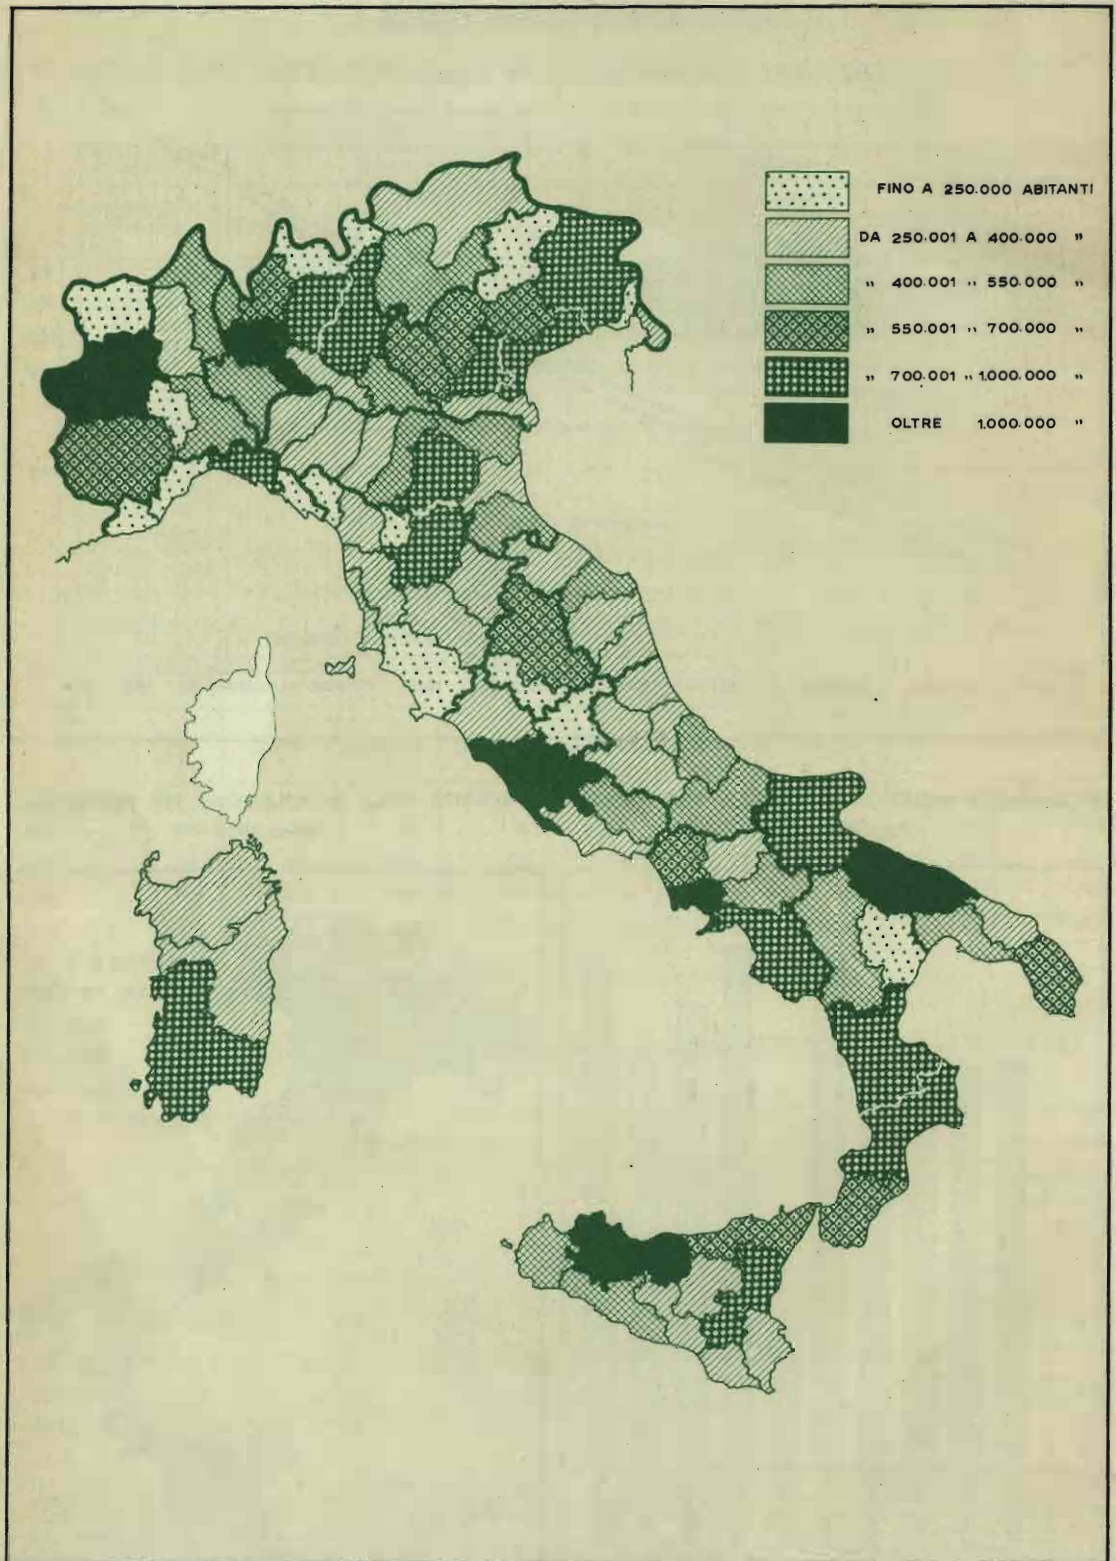 FINO A 250.000 ABITANTI
DA 250.001 A 400.000 "
" 400.001 " 550.000 "
" 550.001 " 700.000 "
" 700.001 " 1.000.000 "
OLTRE 1.000.000 "